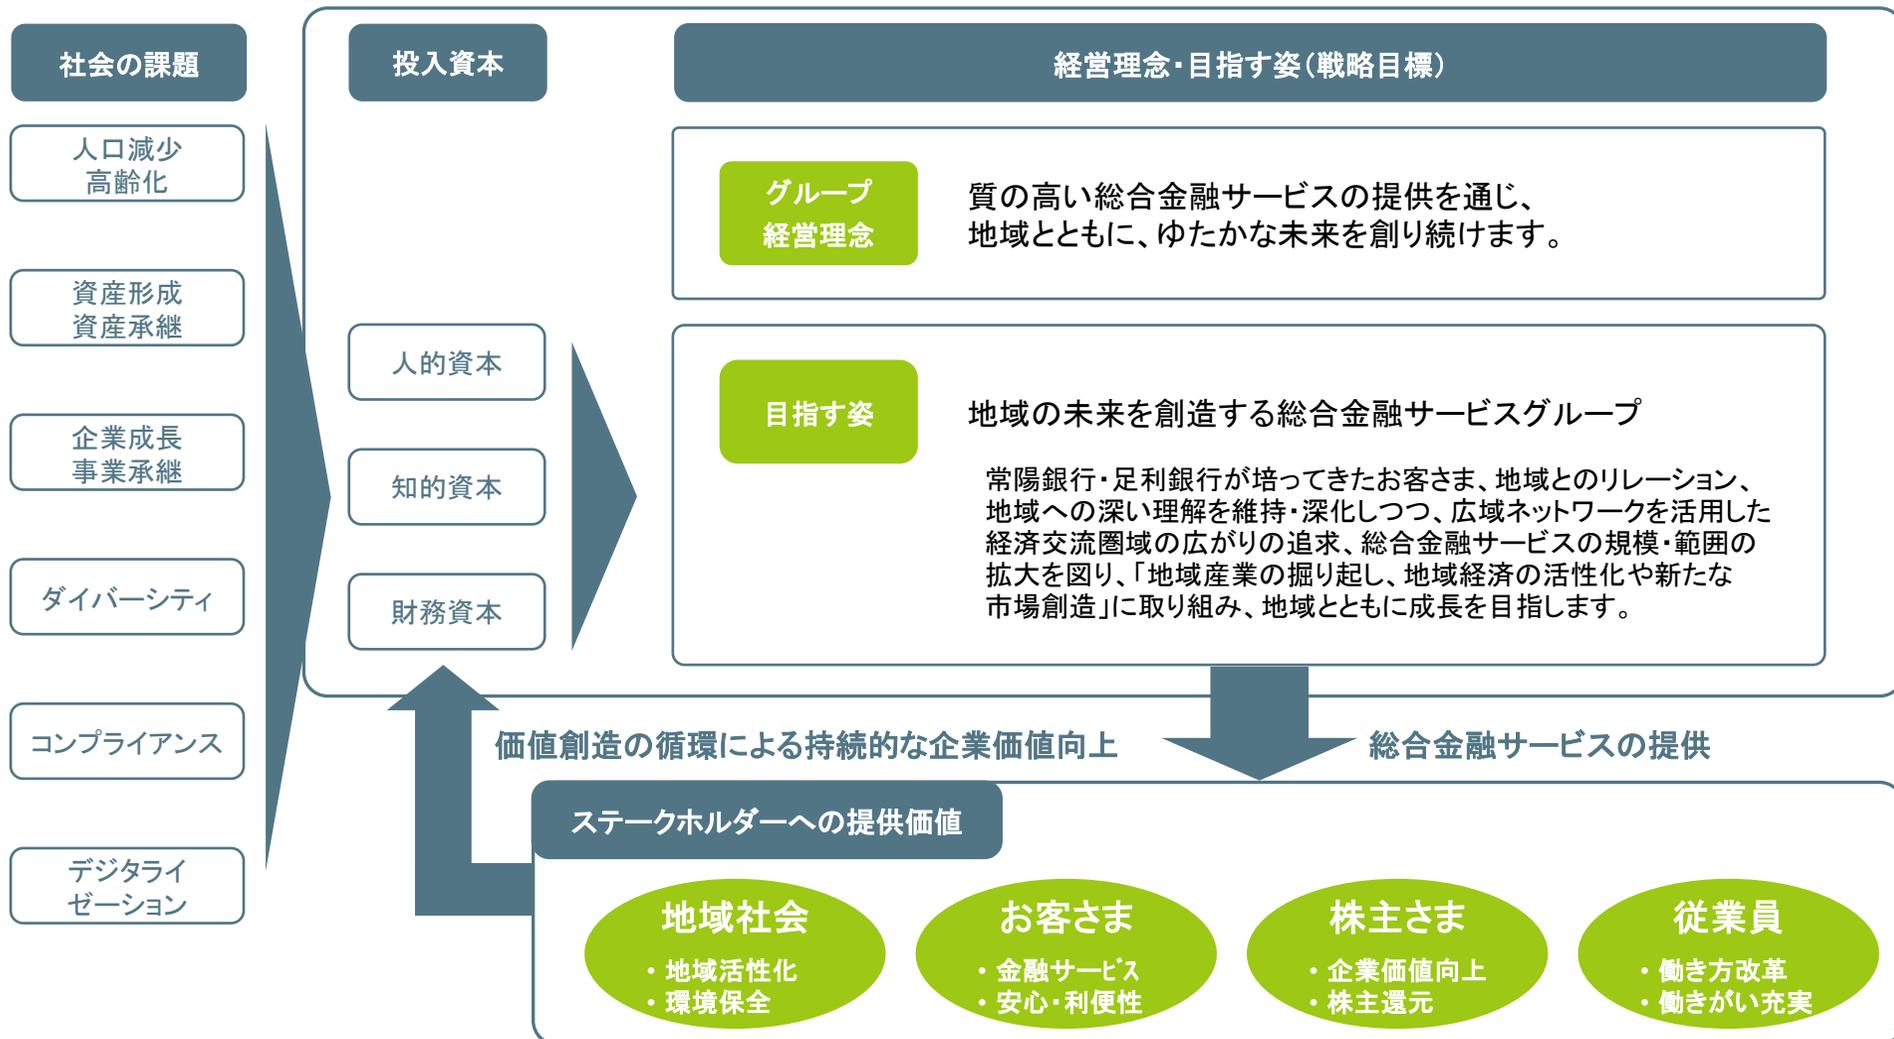 社会の課題
人口減少
高齢化
資産形成
資産承継
企業成長
事業承継
ダイバーシティ
コンプライアンス
デジタライ
ゼーション
投入資本
人的資本
知的資本
財務資本
経営理念・目指す姿(戦略目標)
グループ
経営理念
質の高い総合金融サービスの提供を通じ、
地域とともに、ゆたかな未来を創り続けます。
目指す姿
地域の未来を創造する総合金融サービスグループ
常陽銀行・足利銀行が培ってきたお客さま、地域とのリレーション、
地域への深い理解を維持・深化しつつ、広域ネットワークを活用した
経済交流圏域の広がりの追求、総合金融サービスの規模・範囲の
拡大を図り、「地域産業の掘り起し、地域経済の活性化や新たな
市場創造」に取り組み、地域とともに成長を目指します。
価値創造の循環による持続的な企業価値向上
総合金融サービスの提供
ステークホルダーへの提供価値
地域社会
・地域活性化
・環境保全
お客さま
・金融サービス
・安心・利便性
株主さま
・企業価値向上
・株主還元
従業員
・働き方改革
・働きがい充実